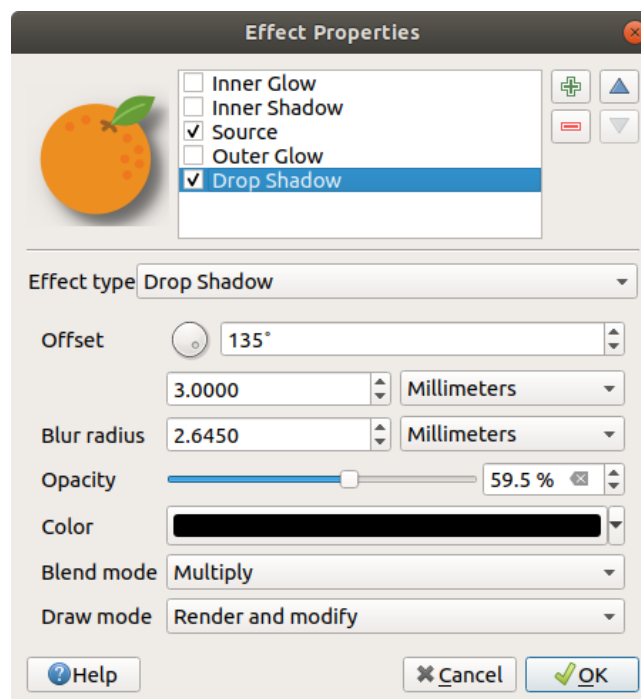 Effect Properties
Inner Glow
Inner Shadow
Source
Outer Glow
Drop Shadow
Effect type Drop Shadow
Offset 135°
3.0000 Millimeters
Blur radius 2.6450 Millimeters
Opacity 59.5 %
Color
Blend mode Multiply
Draw mode Render and modify
Help Cancel OK